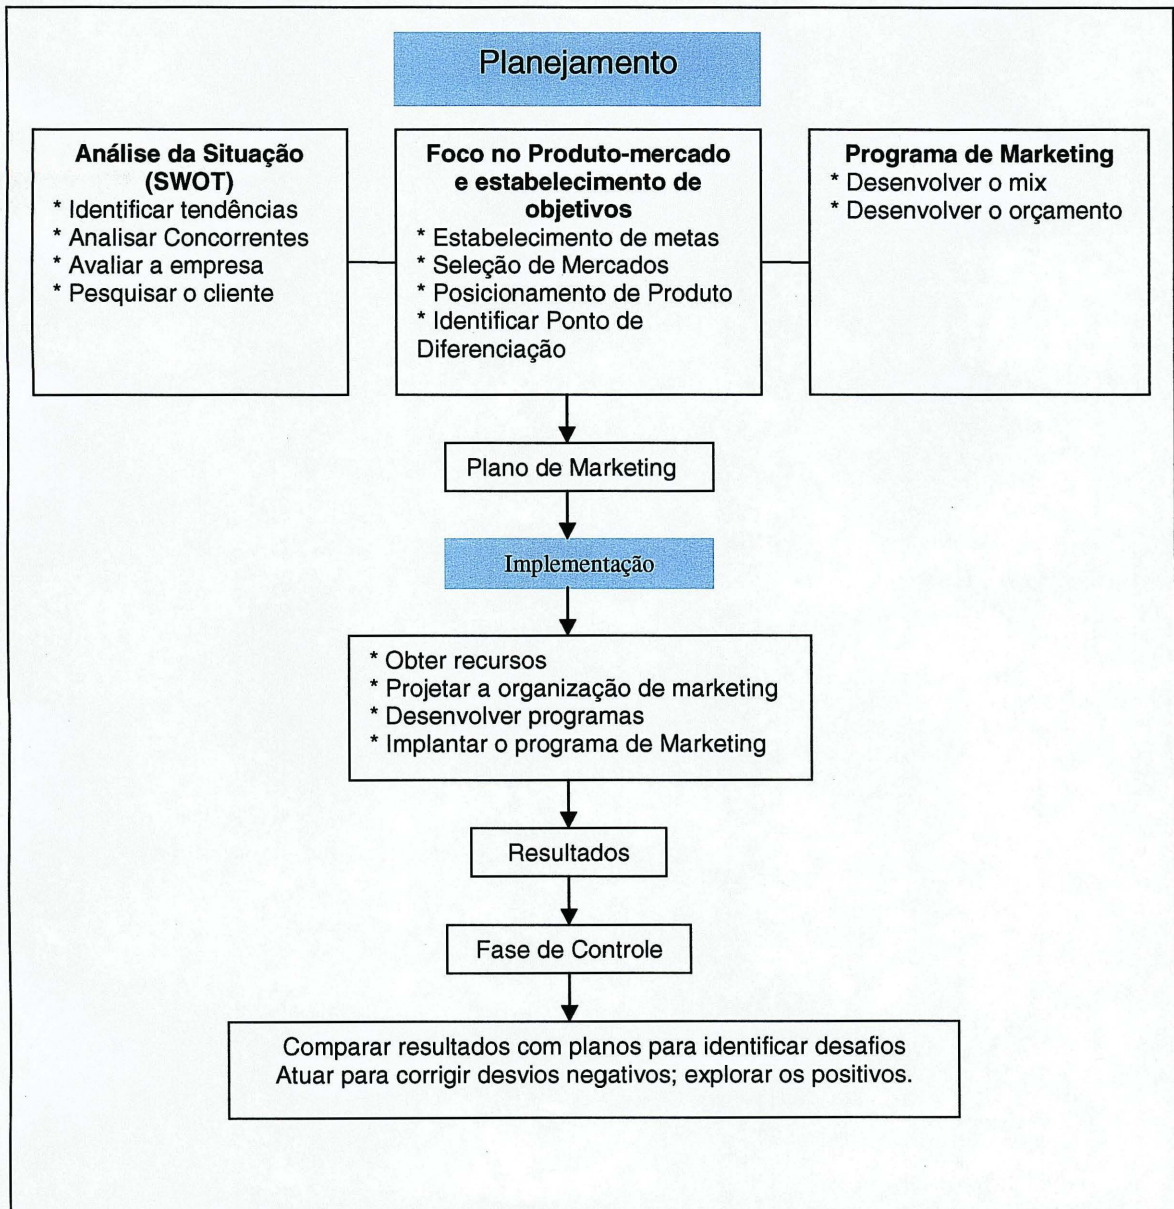 Planejamento
Análise da Situação
(SWOT)
* Identificar tendências
* Analisar Concorrentes
* Avaliar a empresa
* Pesquisar o cliente
Foco no Produto-mercado
e estabelecimento de
objetivos
* Estabelecimento de metas
* Seleção de Mercados
* Posicionamento de Produto
* Identificar Ponto de
Diferenciação
Programa de Marketing
* Desenvolver o mix
* Desenvolver o orçamento
Plano de Marketing
Implementação
* Obter recursos
* Projetar a organização de marketing
* Desenvolver programas
* Implantar o programa de Marketing
Resultados
Fase de Controle
Comparar resultados com planos para identificar desafios
Atuar para corrigir desvios negativos; explorar os positivos.